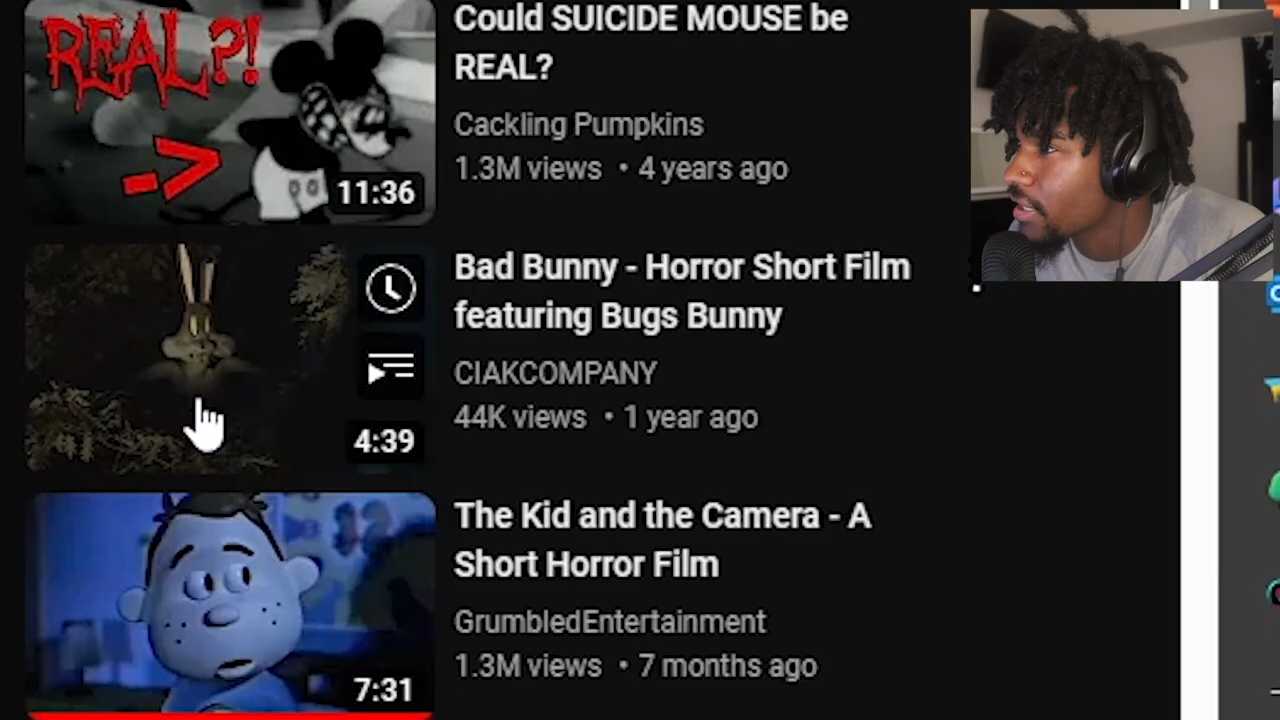 REAL?!
->
11:36
Could SUICIDE MOUSE be
REAL?
Cackling Pumpkins
1.3M views • 4 years ago
4:39
Bad Bunny - Horror Short Film
featuring Bugs Bunny
CIAKCOMPANY
44K views • 1 year ago
7:31
The Kid and the Camera - A
Short Horror Film
GrumbledEntertainment
1.3M views • 7 months ago